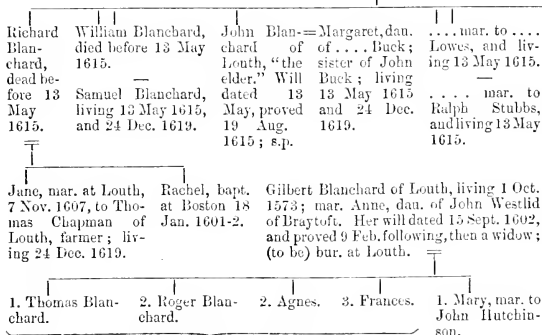 Richard
Blan-
chard,
dead be-
fore 13
May
1615.
William Blanchard,
died before 13 May
1615.
—
Samuel Blanchard,
living 13 May 1615,
and 24 Dec. 1619.
John Blan-
chard of
Louth, "the
elder." Will
dated 13
May, proved
19 Aug.
1615; s.p.
=Margaret, dau.
of .... Buck;
sister of John
Buck; living
13 May 1615
and 24 Dec.
1619.
.... mar. to ....
Lowes, and liv-
ing 13 May 1615.
—
.... mar. to
Ralph Stubbs,
and living 13 May
1615.
Jane, mar. at Louth,
7 Nov. 1607, to Tho-
mas Chapman of
Louth, farmer; liv-
ing 24 Dec. 1619.
Rachel, bapt.
at Boston 18
Jan. 1601-2.
Gilbert Blanchard of Louth, living 1 Oct.
1573; mar. Anne, dau. of John Westlid
of Braytoft. Her will dated 15 Sept. 1602,
and proved 9 Feb. following, then a widow;
(to be) bur. at Louth.
1. Thomas Blan-
chard.
2. Roger Blan-
chard.
2. Agnes.
3. Frances.
1. Mary, mar. to
John Hutchin-
son.